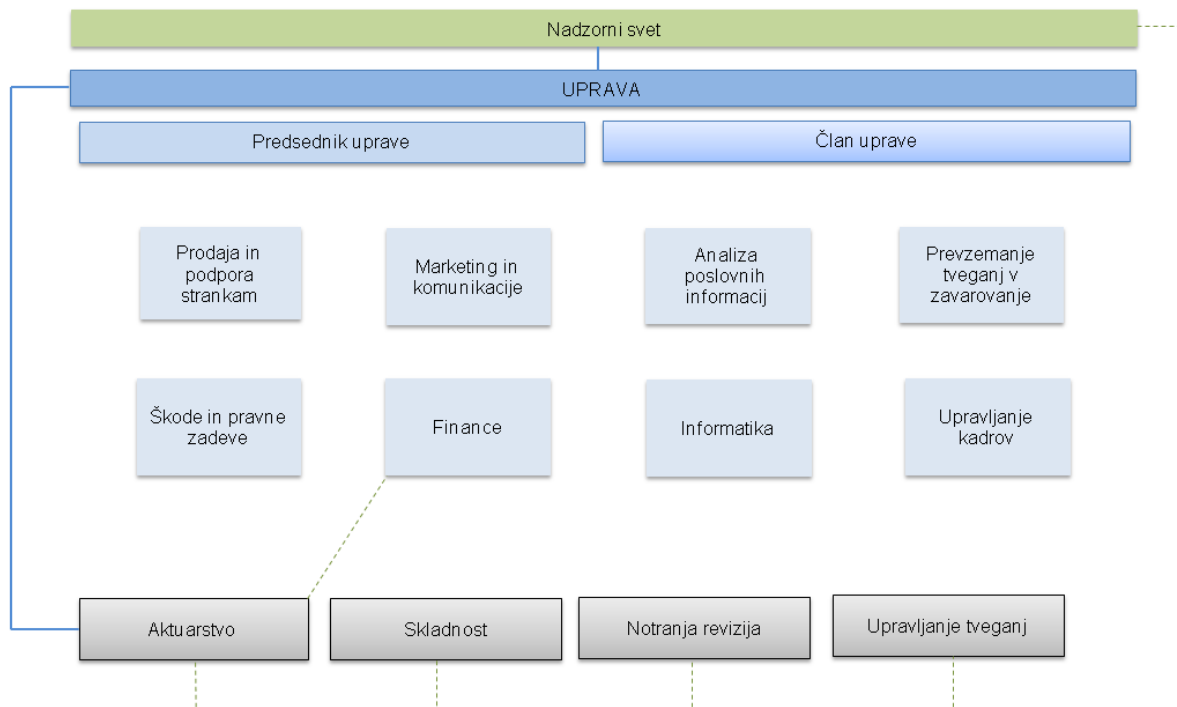 Nadzorni svet
UPRAVA
Predsednik uprave
Član uprave
Prodaja in
podpora
strankam
Marketing in
komunikacije
Analiza
poslovnih
informacij
Prevzemanje
tveganj v
zavarovanje
Škode in pravne
zadeve
Finance
Informatika
Upravljanje
kadrov
Aktuarstvo
Skladnost
Notranja revizija
Upravljanje tveganj